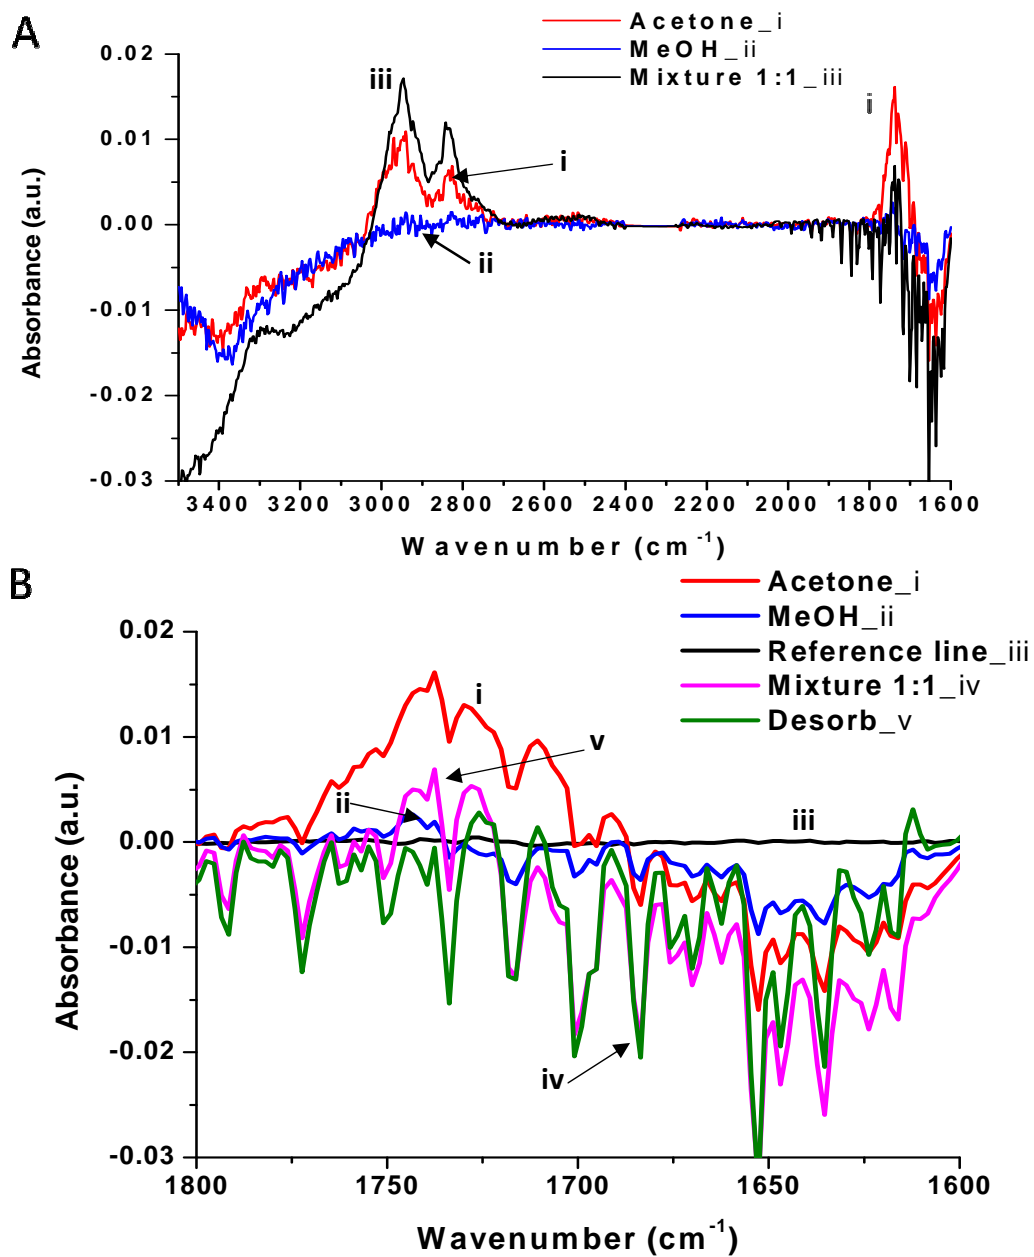 A
Acetone_i
MeOH_ii
Mixture 1:1_iii
0.02
0.01
0.00
-0.01
-0.02
-0.03
iii
i
i
ii
3400 3200 3000 2800 2600 2400 2200 2000 1800 1600
Absorbance (a.u.)
Wavenumber (cm-1)
B
Acetone_i
MeOH_ii
Reference line_iii
Mixture 1:1_iv
Desorb_v
0.02
0.01
0.00
-0.01
-0.02
-0.03
i
v
ii
iii
iv
1800 1750 1700 1650 1600
Absorbance (a.u.)
Wavenumber (cm-1)